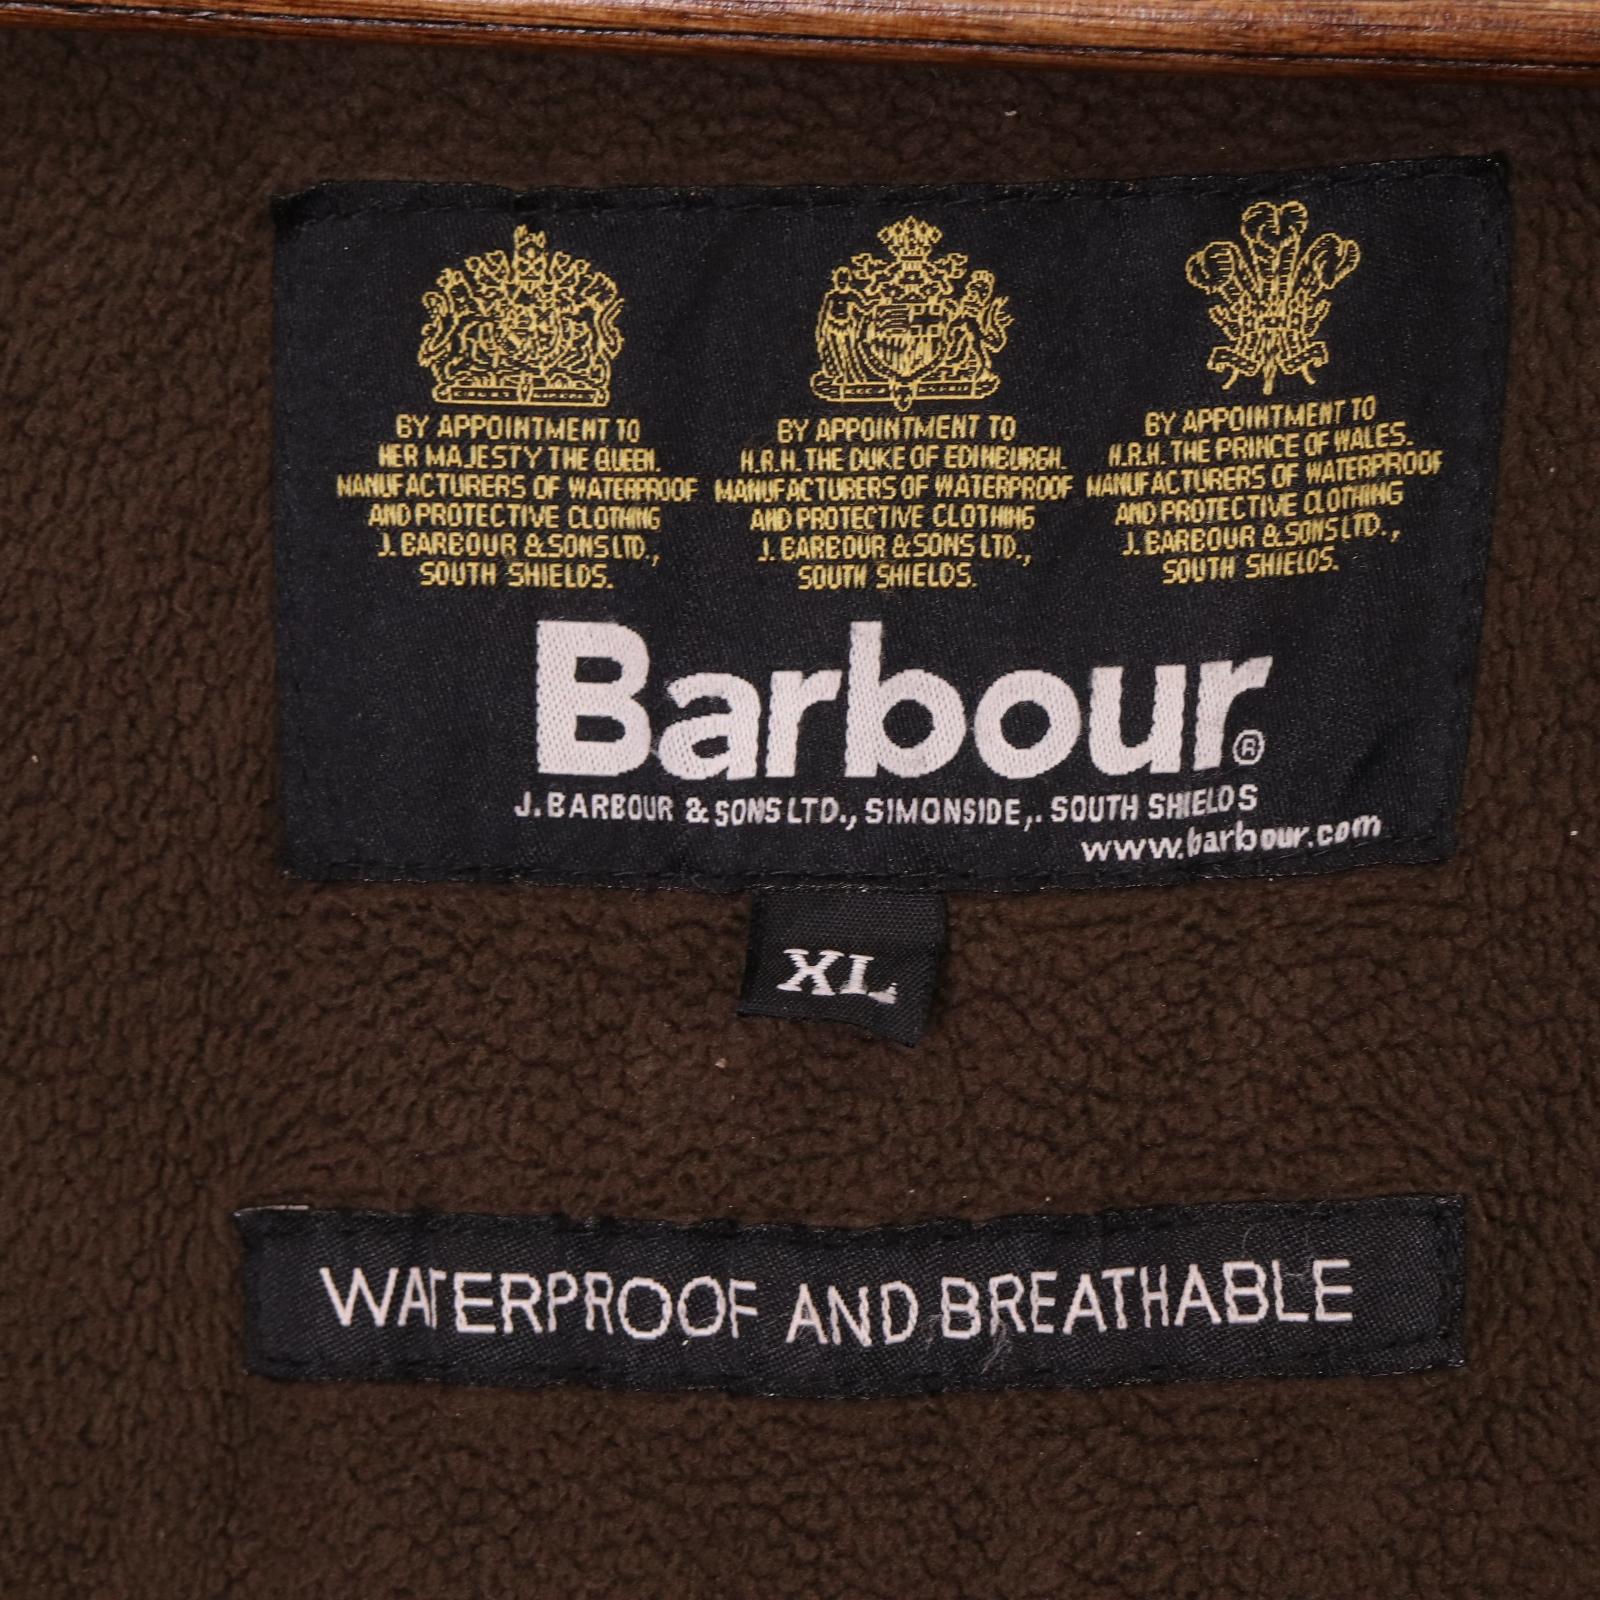 BY APPOINTMENT TO
HER MAJESTY THE QUEEN.
MANUFACTURERS OF WATERPROOF
AND PROTECTIVE CLOTHING
J. BARBOUR & SONS LTD.,
SOUTH SHIELDS.
BY APPOINTMENT TO
H.R.H. THE DUKE OF EDINBURGH.
MANUFACTURERS OF WATERPROOF
AND PROTECTIVE CLOTHING
J. BARBOUR & SONS LTD.,
SOUTH SHIELDS.
BY APPOINTMENT TO
H.R.H. THE PRINCE OF WALES.
MANUFACTURERS OF WATERPROOF
AND PROTECTIVE CLOTHING
J. BARBOUR & SONS LTD.,
SOUTH SHIELDS.
Barbour®
J. BARBOUR & SONS LTD., SIMONSIDE,. SOUTH SHIELDS
www.barbour.com
XL
WATERPROOF AND BREATHABLE